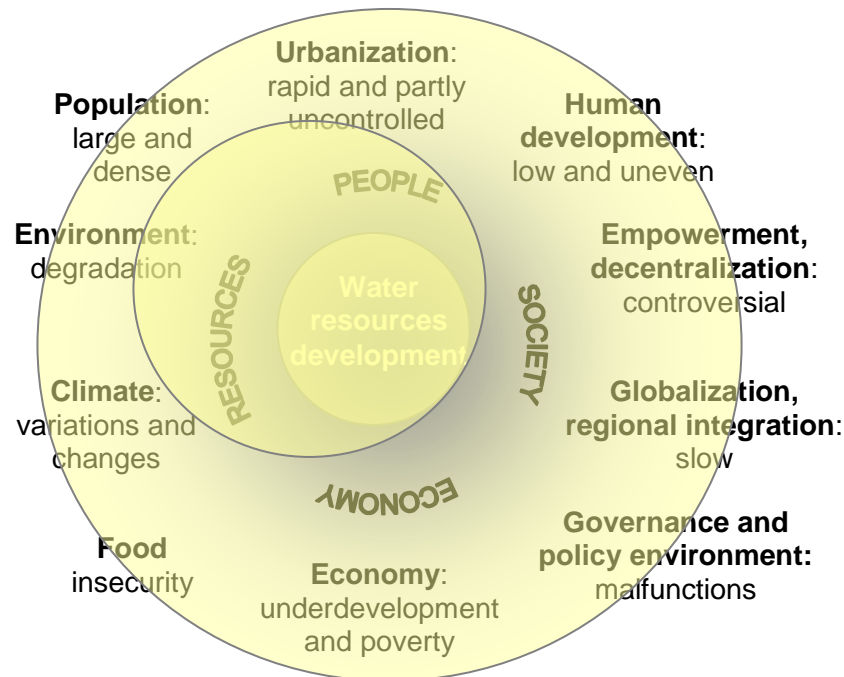 Urbanization:
rapid and partly
uncontrolled
Population:
large and
dense
Human
development:
low and uneven
PEOPLE
Environment:
degradation
Empowerment,
decentralization:
controversial
RESOURCES
Water
resources
development
SOCIETY
Climate:
variations and
changes
Globalization,
regional integration:
slow
ECONOMY
Food
insecurity
Economy:
underdevelopment
and poverty
Governance and
policy environment:
malfunctions